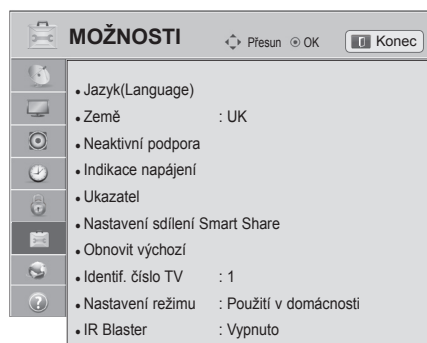 MOŽNOSTI
Přesun OK
Konec
• Jazyk(Language)
• Země : UK
• Neaktivní podpora
• Indikace napájení
• Ukazatel
• Nastavení sdílení Smart Share
• Obnovit výchozí
• Identif. číslo TV : 1
• Nastavení režimu : Použití v domácnosti
• IR Blaster : Vypnuto